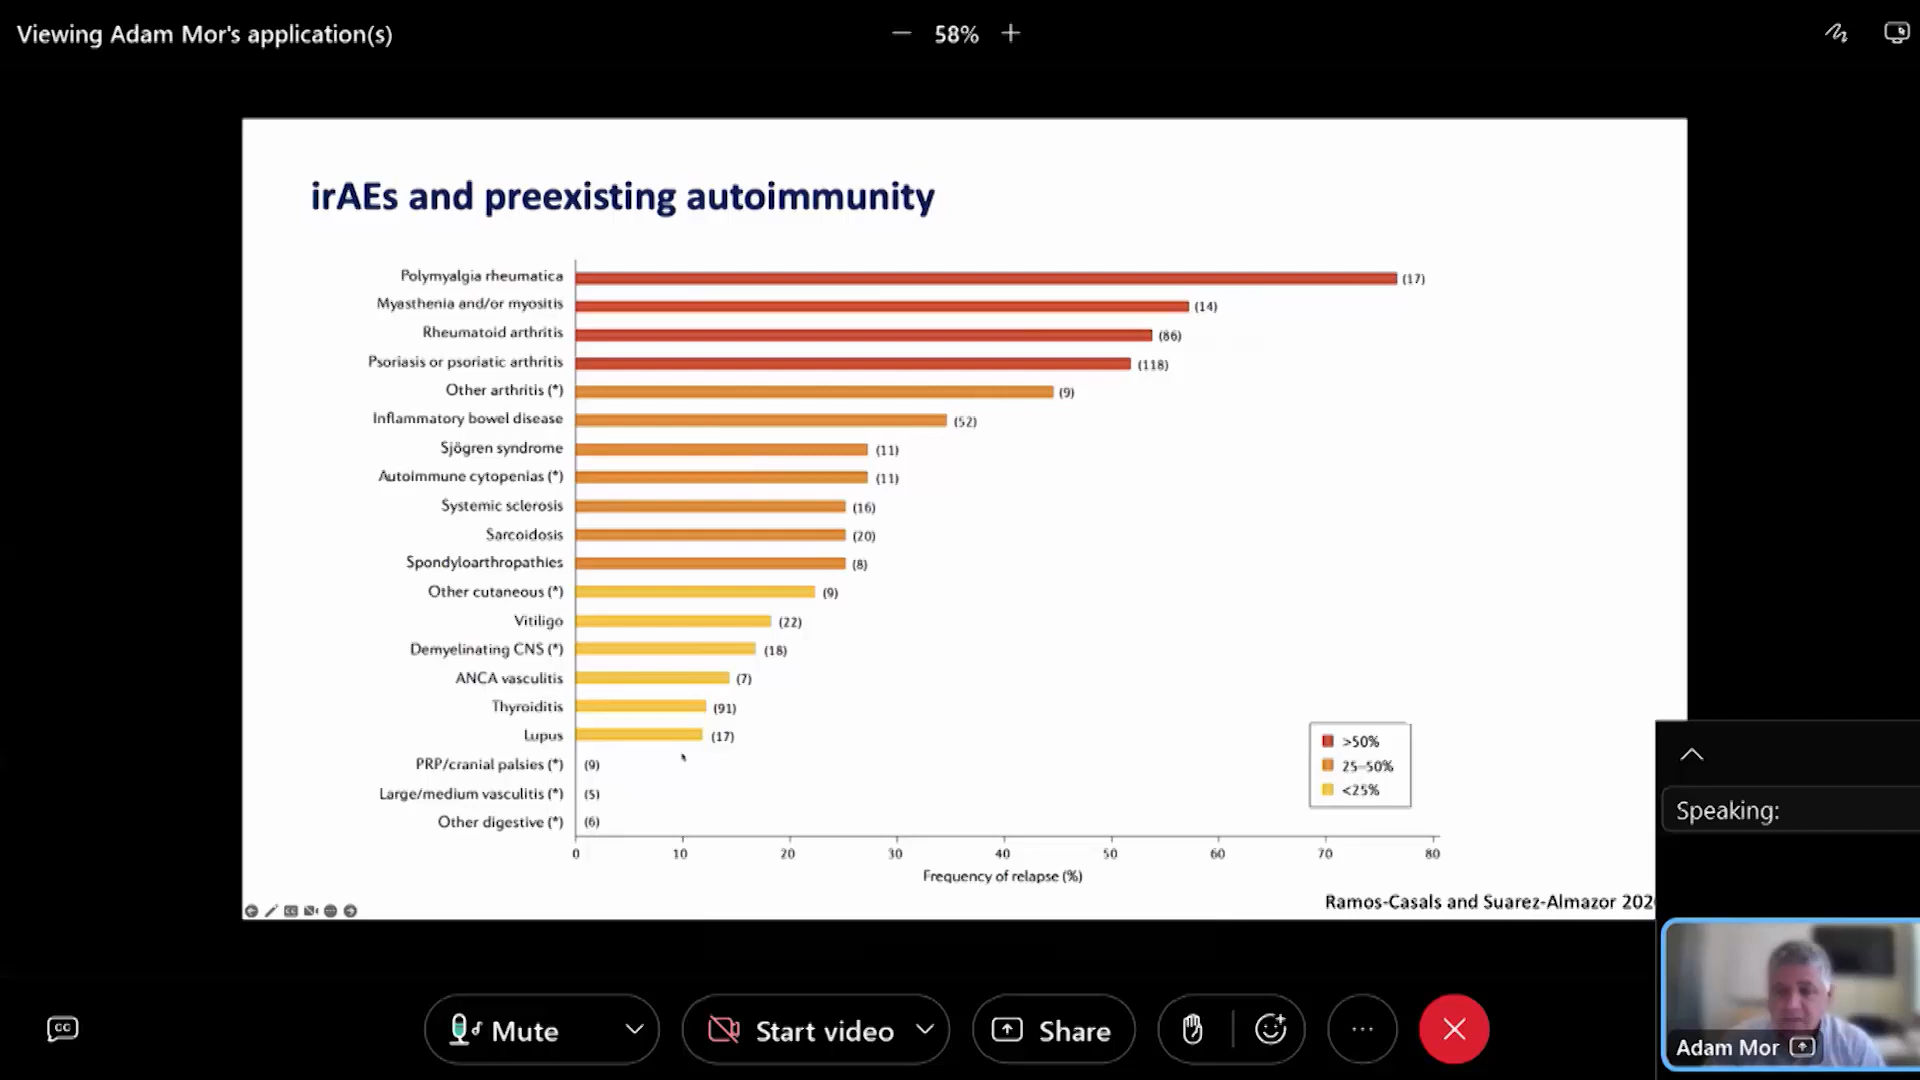 Viewing Adam Mor's application(s)
58%
irAEs and preexisting autoimmunity
Polymyalgia rheumatica (17)
Myasthenia and/or myositis (14)
Rheumatoid arthritis (86)
Psoriasis or psoriatic arthritis (118)
Other arthritis (*) (9)
Inflammatory bowel disease (52)
Sjögren syndrome (11)
Autoimmune cytopenias (*) (11)
Systemic sclerosis (16)
Sarcoidosis (20)
Spondyloarthropathies (8)
Other cutaneous (*) (9)
Vitiligo (22)
Demyelinating CNS (*) (18)
ANCA vasculitis (7)
Thyroiditis (91)
Lupus (17)
PRP/cranial palsies (*) (9)
Large/medium vasculitis (*) (5)
Other digestive (*) (6)
>50%
25–50%
<25%
0 10 20 30 40 50 60 70 80
Frequency of relapse (%)
Ramos-Casals and Suarez-Almazor
Speaking:
Adam Mor
CC
Mute
Start video
Share